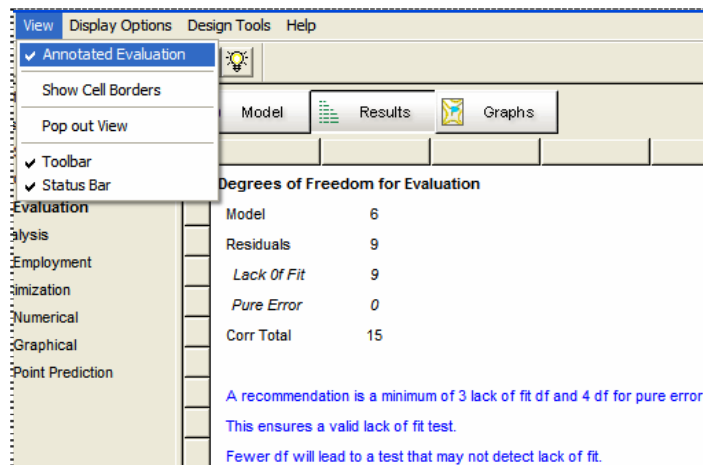 View Display Options Design Tools Help
Annotated Evaluation
Show Cell Borders
Pop out View
Toolbar
Status Bar
Model Results Graphs
Evaluation
alysis
Employment
imization
Numerical
Graphical
Point Prediction
Degrees of Freedom for Evaluation
Model 6
Residuals 9
Lack Of Fit 9
Pure Error 0
Corr Total 15
A recommendation is a minimum of 3 lack of fit df and 4 df for pure error
This ensures a valid lack of fit test.
Fewer df will lead to a test that may not detect lack of fit.